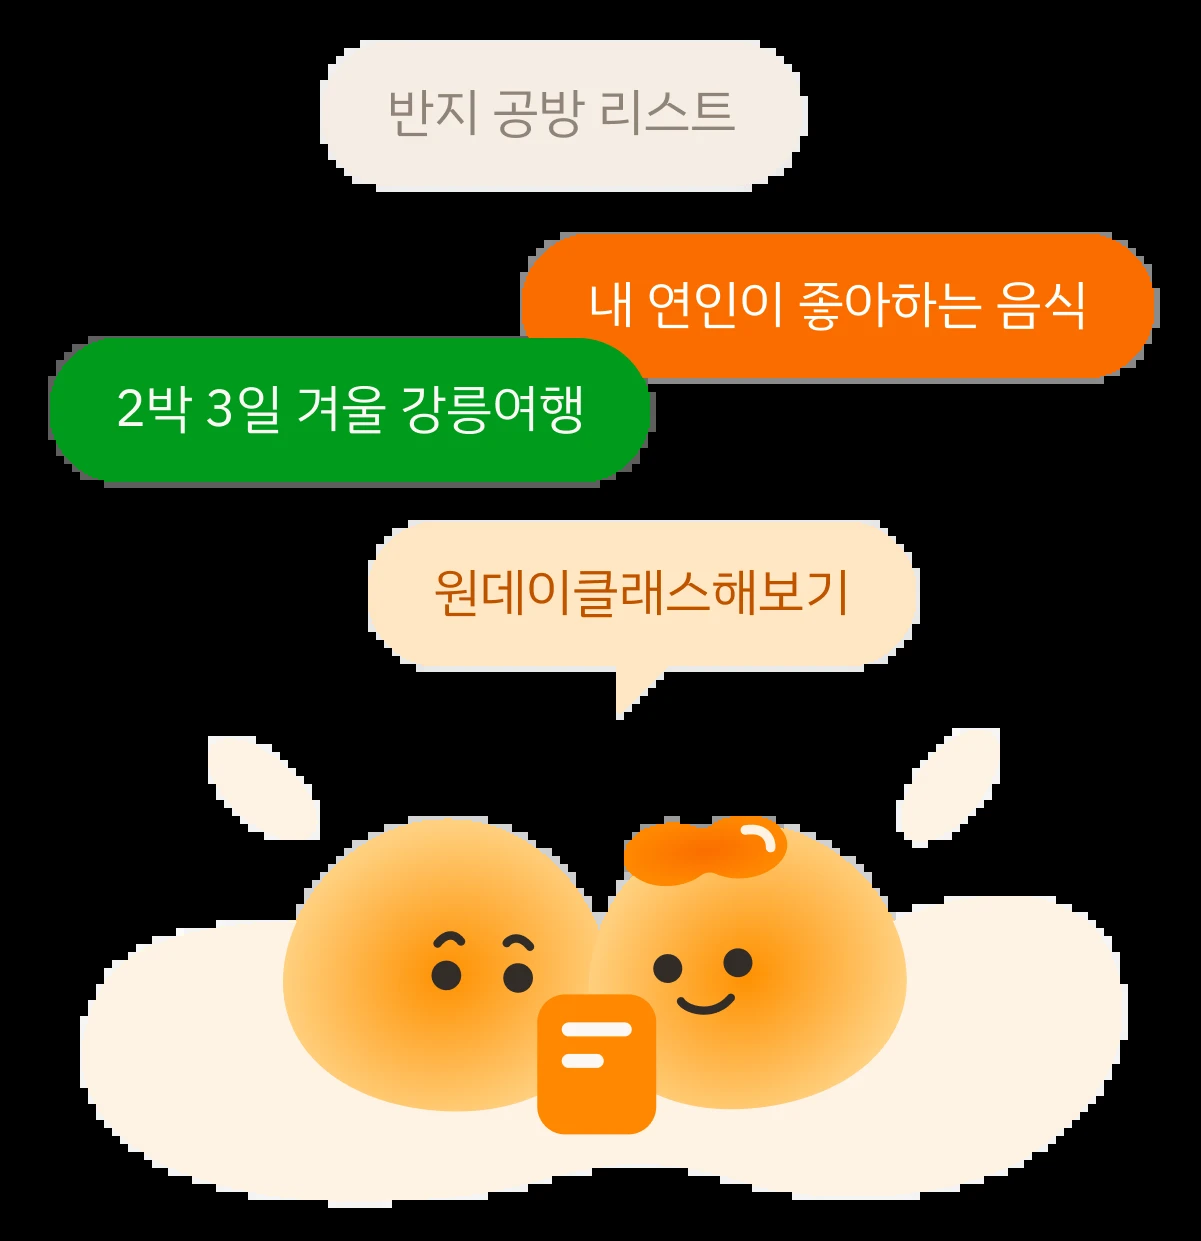 반지 공방 리스트
내 연인이 좋아하는 음식
2박 3일 겨울 강릉여행
원데이클래스해보기